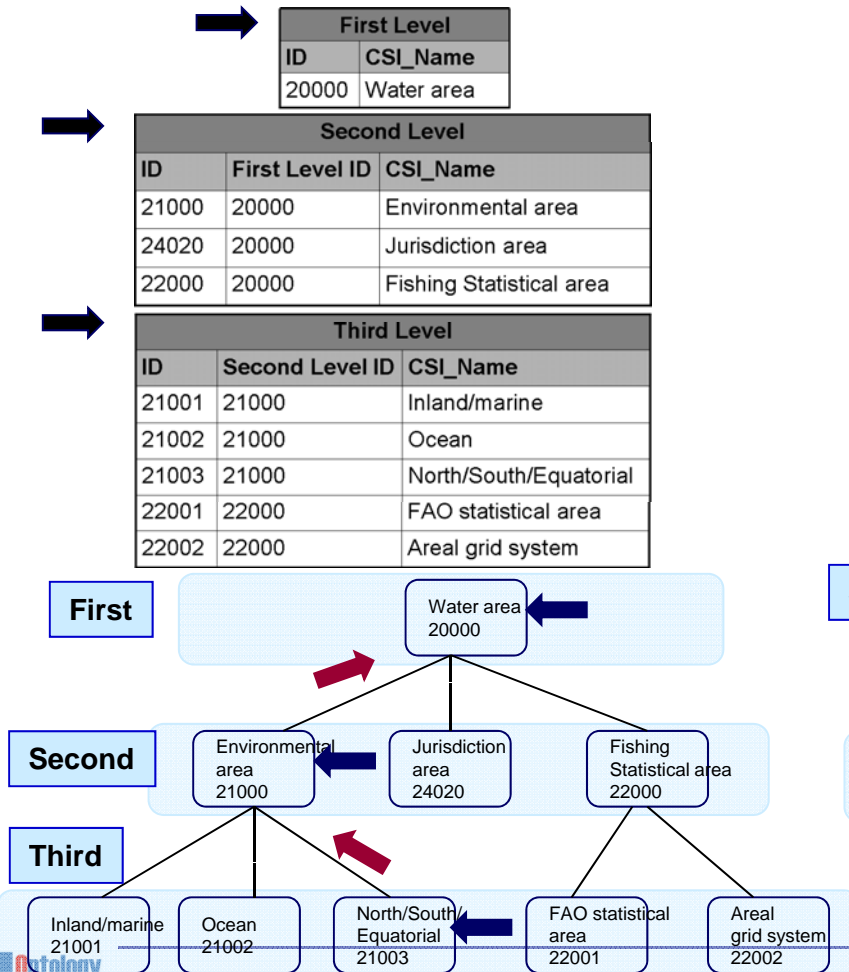 First Level
ID CSI_Name
20000 Water area
Second Level
ID First Level ID CSI_Name
21000 20000 Environmental area
24020 20000 Jurisdiction area
22000 20000 Fishing Statistical area
Third Level
ID Second Level ID CSI_Name
21001 21000 Inland/marine
21002 21000 Ocean
21003 21000 North/South/Equatorial
22001 22000 FAO statistical area
22002 22000 Areal grid system
First
Water area
20000
Second
Environmental
area
21000
Jurisdiction
area
24020
Fishing
Statistical area
22000
Third
Inland/marine
21001
Ocean
21002
North/South/
Equatorial
21003
FAO statistical
area
22001
Areal
grid system
22002
Ontology